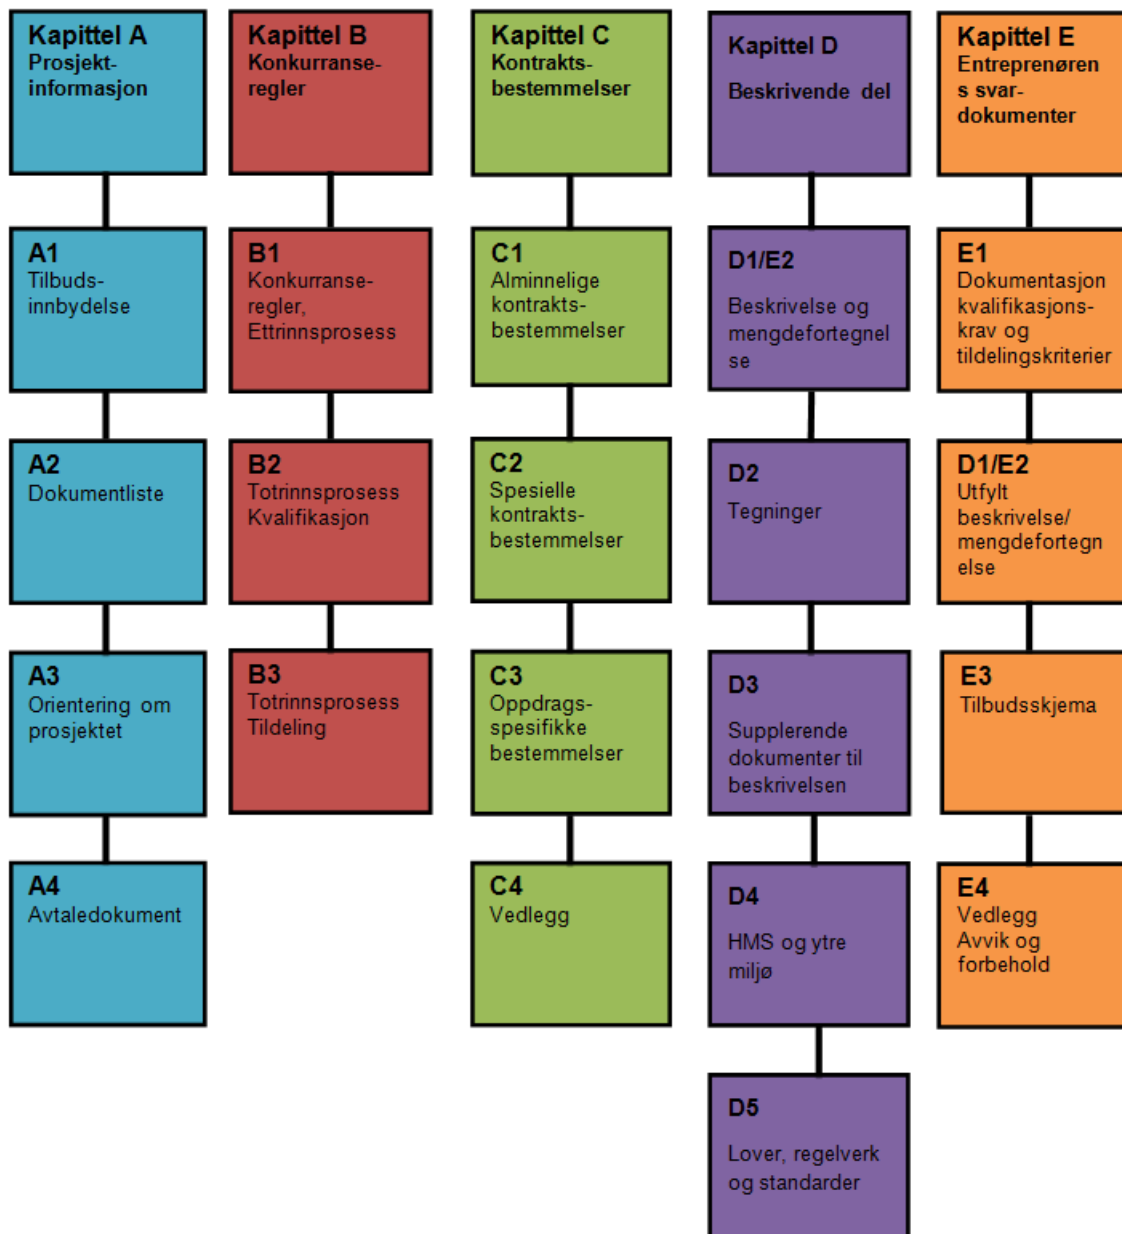 Kapittel A
Prosjekt-
informasjon
A1
Tilbuds-
innbydelse
A2
Dokumentliste
A3
Orientering om
prosjektet
A4
Avtaledokument
Kapittel B
Konkurranse-
regler
B1
Konkurranse-
regler,
Ettrinnsprosess
B2
Totrinnsprosess
Kvalifikasjon
B3
Totrinnsprosess
Tildeling
Kapittel C
Kontrakts-
bestemmelser
C1
Alminnelige
kontrakts-
bestemmelser
C2
Spesielle
kontrakts-
bestemmelser
C3
Oppdrags-
spesifikke
bestemmelser
C4
Vedlegg
Kapittel D
Beskrivende del
D1/E2
Beskrivelse og
mengdefortegnel
se
D2
Tegninger
D3
Supplerende
dokumenter til
beskrivelsen
D4
HMS og ytre
miljø
D5
Lover, regelverk
og standarder
Kapittel E
Entreprenøren
s svar-
dokumenter
E1
Dokumentasjon
kvalifikasjons-
krav og
tildelingskriterier
D1/E2
Utfylt
beskrivelse/
mengdefortegn
else
E3
Tilbudsskjema
E4
Vedlegg
Avvik og
forbehold